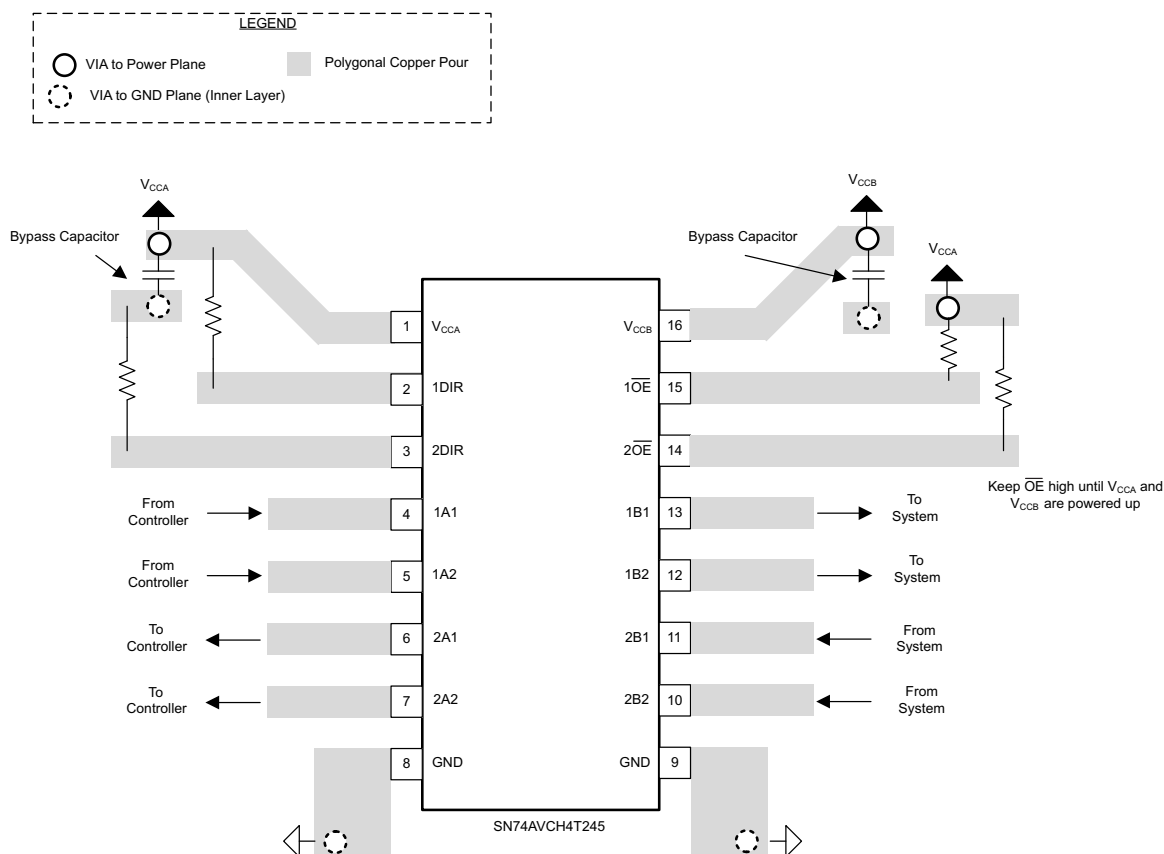 LEGEND
VIA to Power Plane
Polygonal Copper Pour
VIA to GND Plane (Inner Layer)
VCCA
Bypass Capacitor
VCCB
Bypass Capacitor
VCCA
1 VCCA
VCCB 16
2 1DIR
1O̅E̅ 15
3 2DIR
2O̅E̅ 14
Keep O̅E̅ high until VCCA and
VCCB are powered up
From
Controller
4 1A1
1B1 13
To
System
From
Controller
5 1A2
1B2 12
To
System
To
Controller
6 2A1
2B1 11
From
System
To
Controller
7 2A2
2B2 10
From
System
8 GND
GND 9
SN74AVCH4T245